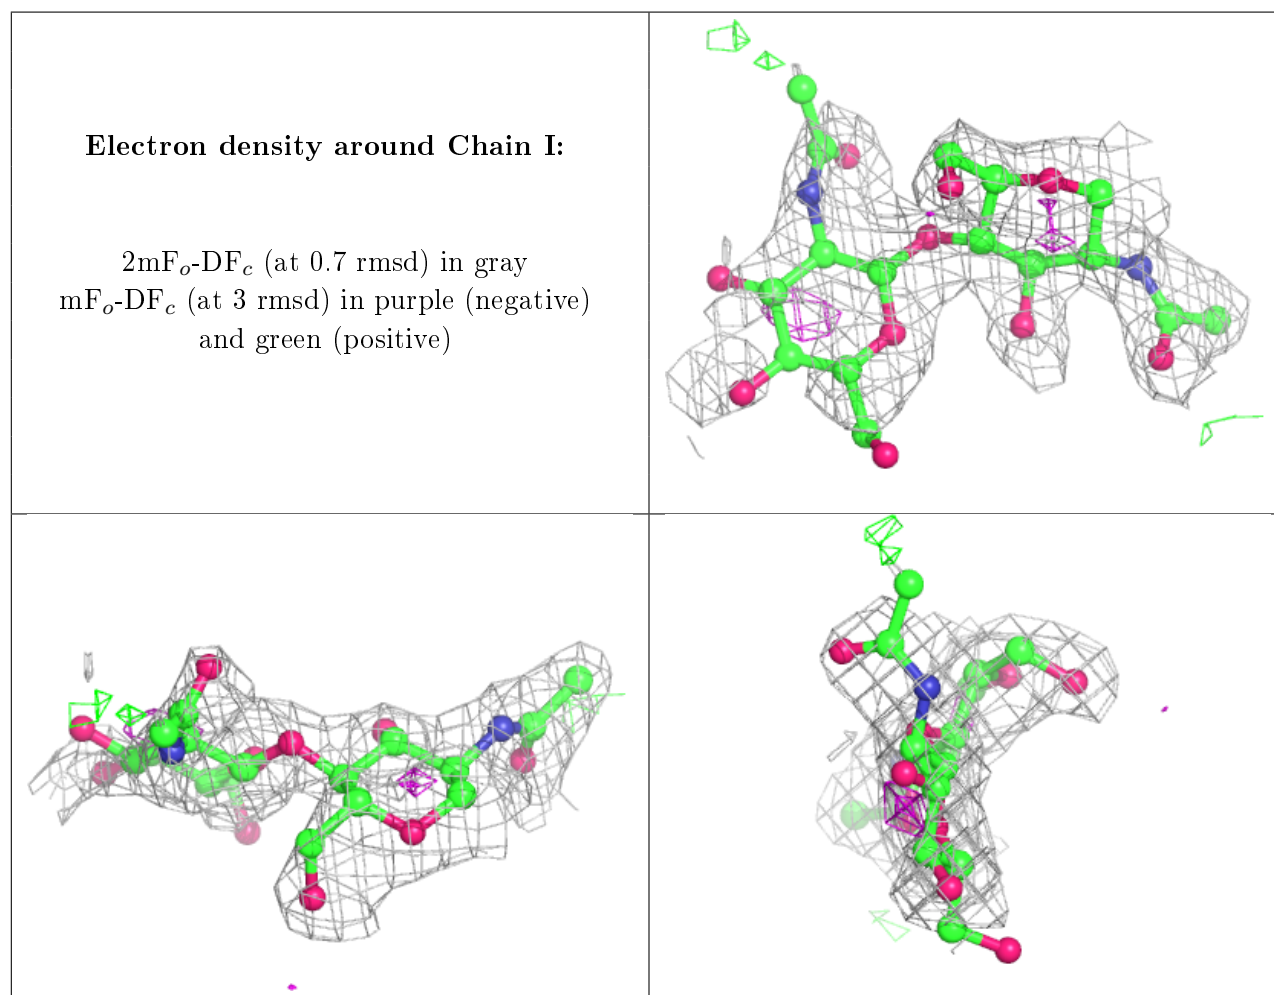 Electron density around Chain I:
2mFₒ-DF𝒸 (at 0.7 rmsd) in gray
mFₒ-DF𝒸 (at 3 rmsd) in purple (negative)
and green (positive)